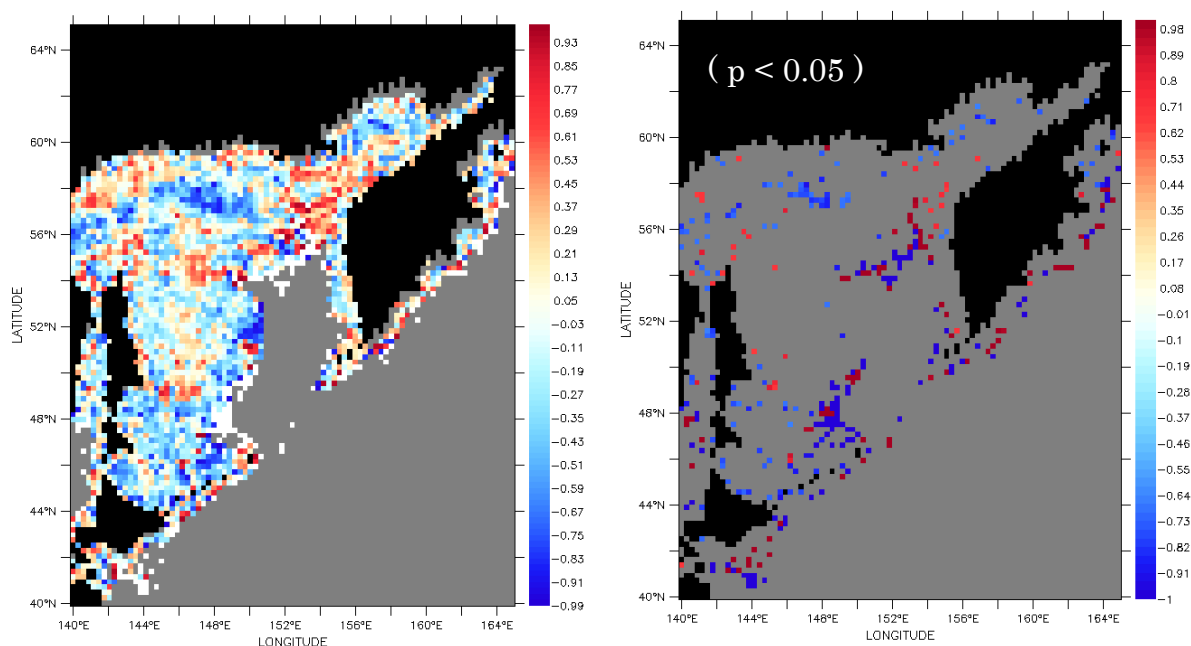 64°N
60°N
56°N
52°N
48°N
44°N
40°N
LATITUDE
140°E 144°E 148°E 152°E 156°E 160°E 164°E
LONGITUDE
0.93
0.85
0.77
0.69
0.61
0.53
0.45
0.37
0.29
0.21
0.13
0.05
-0.03
-0.11
-0.19
-0.27
-0.35
-0.43
-0.51
-0.59
-0.67
-0.75
-0.83
-0.91
-0.99
( p < 0.05 )
64°N
60°N
56°N
52°N
48°N
44°N
40°N
LATITUDE
140°E 144°E 148°E 152°E 156°E 160°E 164°E
LONGITUDE
0.98
0.89
0.8
0.71
0.62
0.53
0.44
0.35
0.26
0.17
0.08
-0.01
-0.1
-0.19
-0.28
-0.37
-0.46
-0.55
-0.64
-0.73
-0.82
-0.91
-1